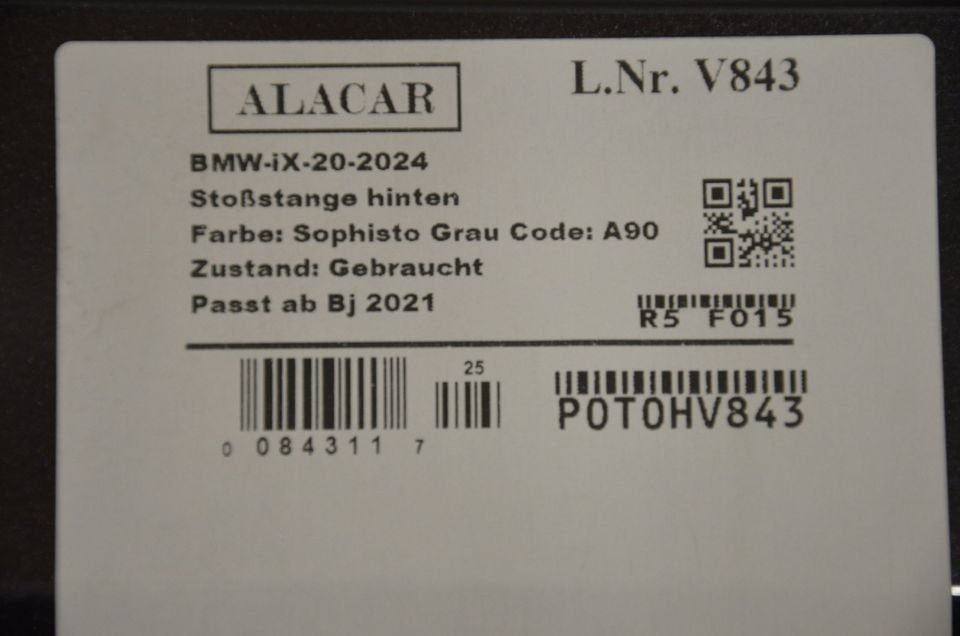 ALACAR
L.Nr. V843
BMW-iX-20-2024
Stoßstange hinten
Farbe: Sophisto Grau Code: A90
Zustand: Gebraucht
Passt ab Bj 2021
R5 F015
25
0 084311 7
P0T0HV843